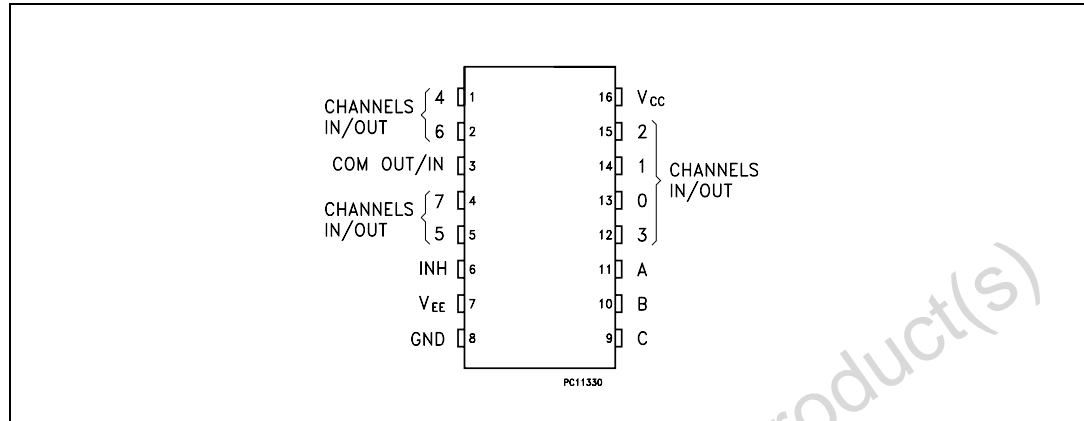 CHANNELS IN/OUT
4
6
COM OUT/IN
CHANNELS IN/OUT
7
5
INH
VEE
GND
1
2
3
4
5
6
7
8
16
15
14
13
12
11
10
9
VCC
2
1
0
3
CHANNELS IN/OUT
A
B
C
PC11330
roduct(s)